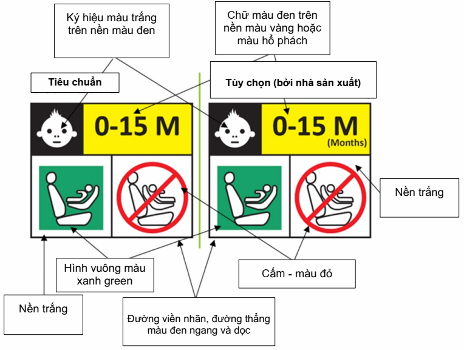 Ký hiệu màu trắng
trên nền màu đen
Chữ màu đen trên
nền màu vàng hoặc
màu hổ phách
Tiêu chuẩn
Tùy chọn (bởi nhà sản xuất)
0-15 M
0-15 M
(Months)
Nền trắng
Hình vuông màu
xanh green
Cấm - màu đỏ
Nền trắng
Đường viền nhãn, đường thẳng
màu đen ngang và dọc